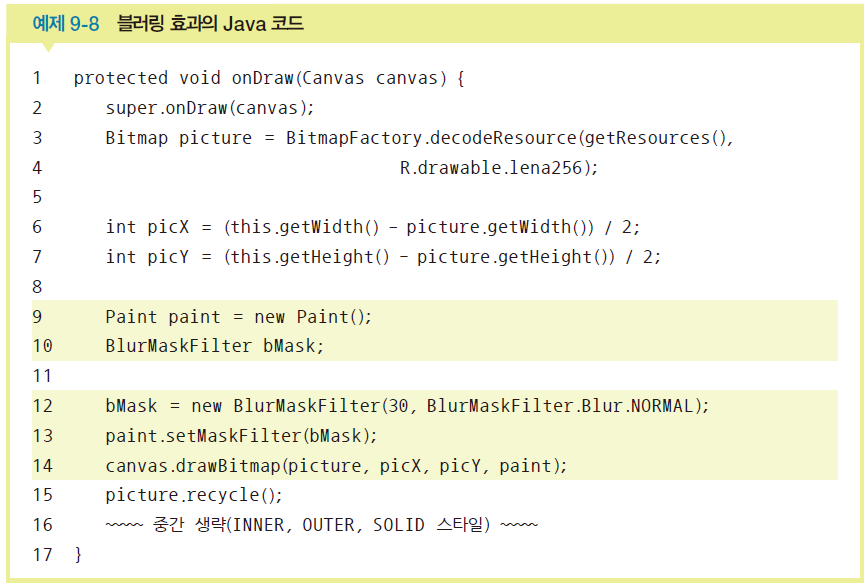 예제 9-8 블러링 효과의 Java 코드
1 protected void onDraw(Canvas canvas) {
2 super.onDraw(canvas);
3 Bitmap picture = BitmapFactory.decodeResource(getResources(),
4 R.drawable.lena256);
5
6 int picX = (this.getWidth() - picture.getWidth()) / 2;
7 int picY = (this.getHeight() - picture.getHeight()) / 2;
8
9 Paint paint = new Paint();
10 BlurMaskFilter bMask;
11
12 bMask = new BlurMaskFilter(30, BlurMaskFilter.Blur.NORMAL);
13 paint.setMaskFilter(bMask);
14 canvas.drawBitmap(picture, picX, picY, paint);
15 picture.recycle();
16 ~~~~ 중간 생략(INNER, OUTER, SOLID 스타일) ~~~~
17 }